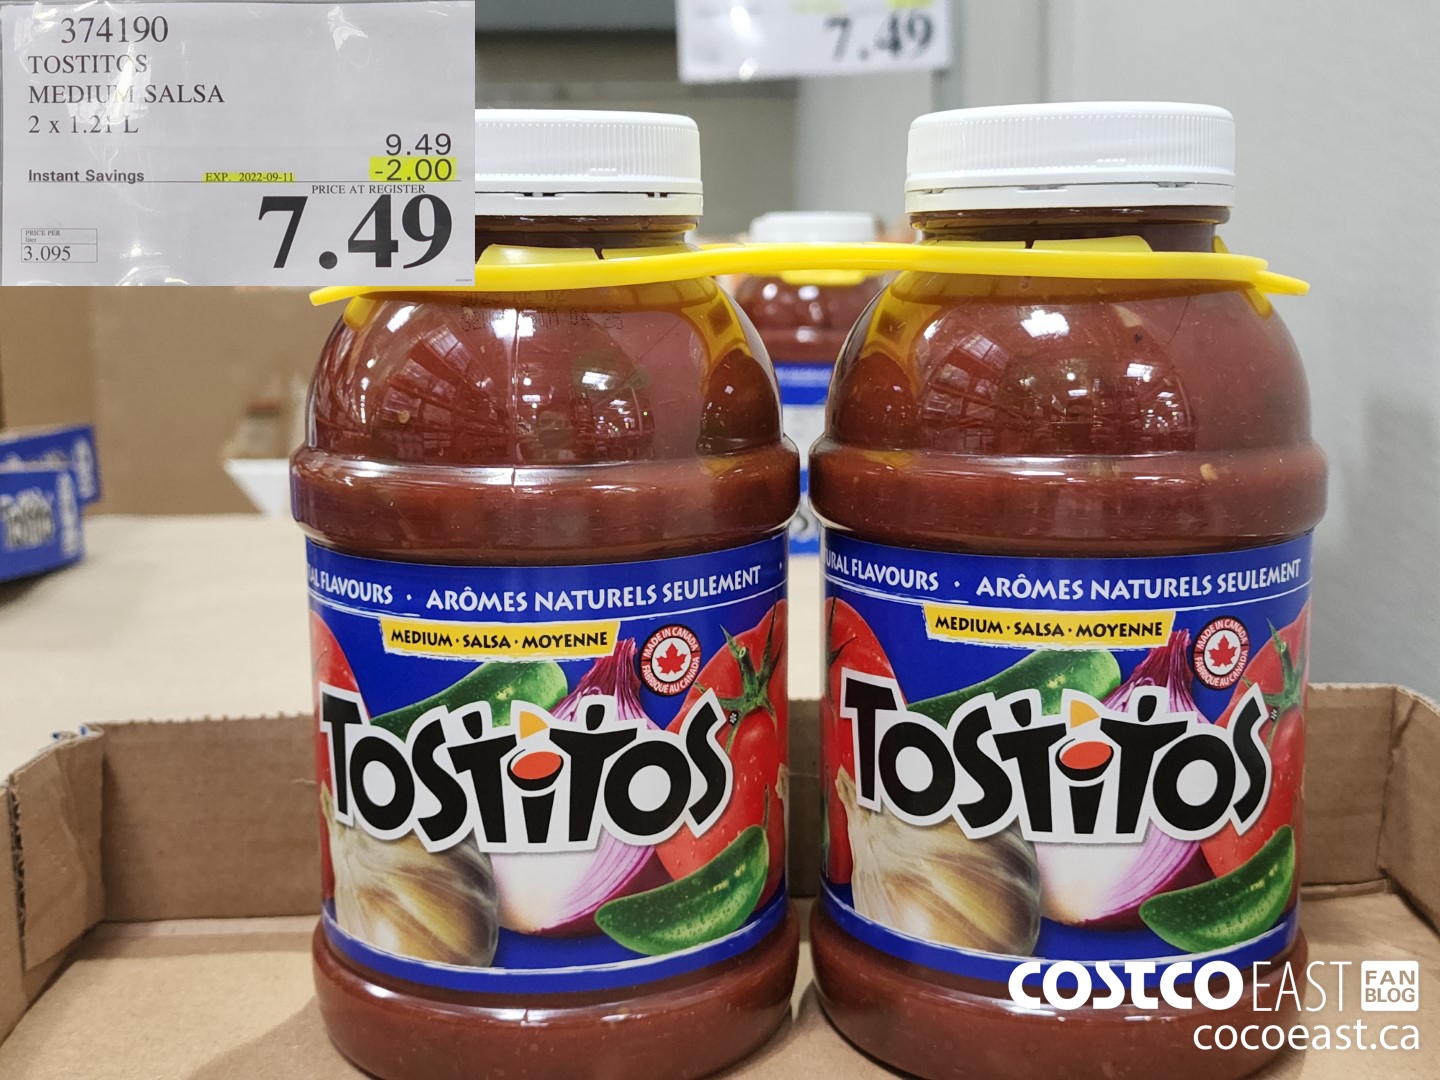 374190
TOSTITOS
MEDIUM SALSA
2 x 1.21 L
9.49
-2.00
Instant Savings EXP. 2022-09-11
PRICE AT REGISTER
7.49
PRICE PER
liter
3.095
7.49
AL FLAVOURS · ARÔMES NATURELS SEULEMENT
MEDIUM · SALSA · MOYENNE
MADE IN CANADA
FABRIQUÉ AU CANADA
TOSTITOS
URAL FLAVOURS · ARÔMES NATURELS SEULEMENT
MEDIUM · SALSA · MOYENNE
MADE IN CANADA
FABRIQUÉ AU CANADA
TOSTITOS
COSTCO EAST FAN BLOG
cocoeast.ca